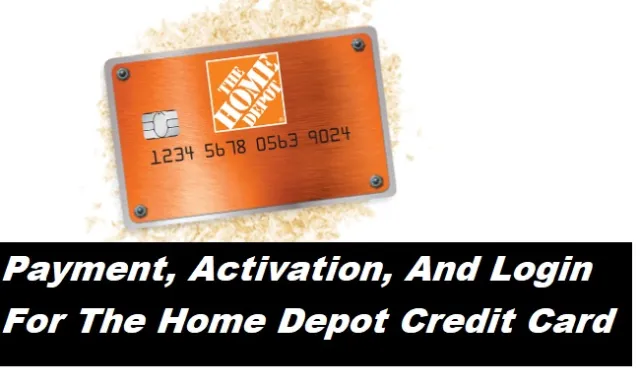 THE
HOME
DEPOT
1234 5678 0563 9024
Payment, Activation, And Login
For The Home Depot Credit Card